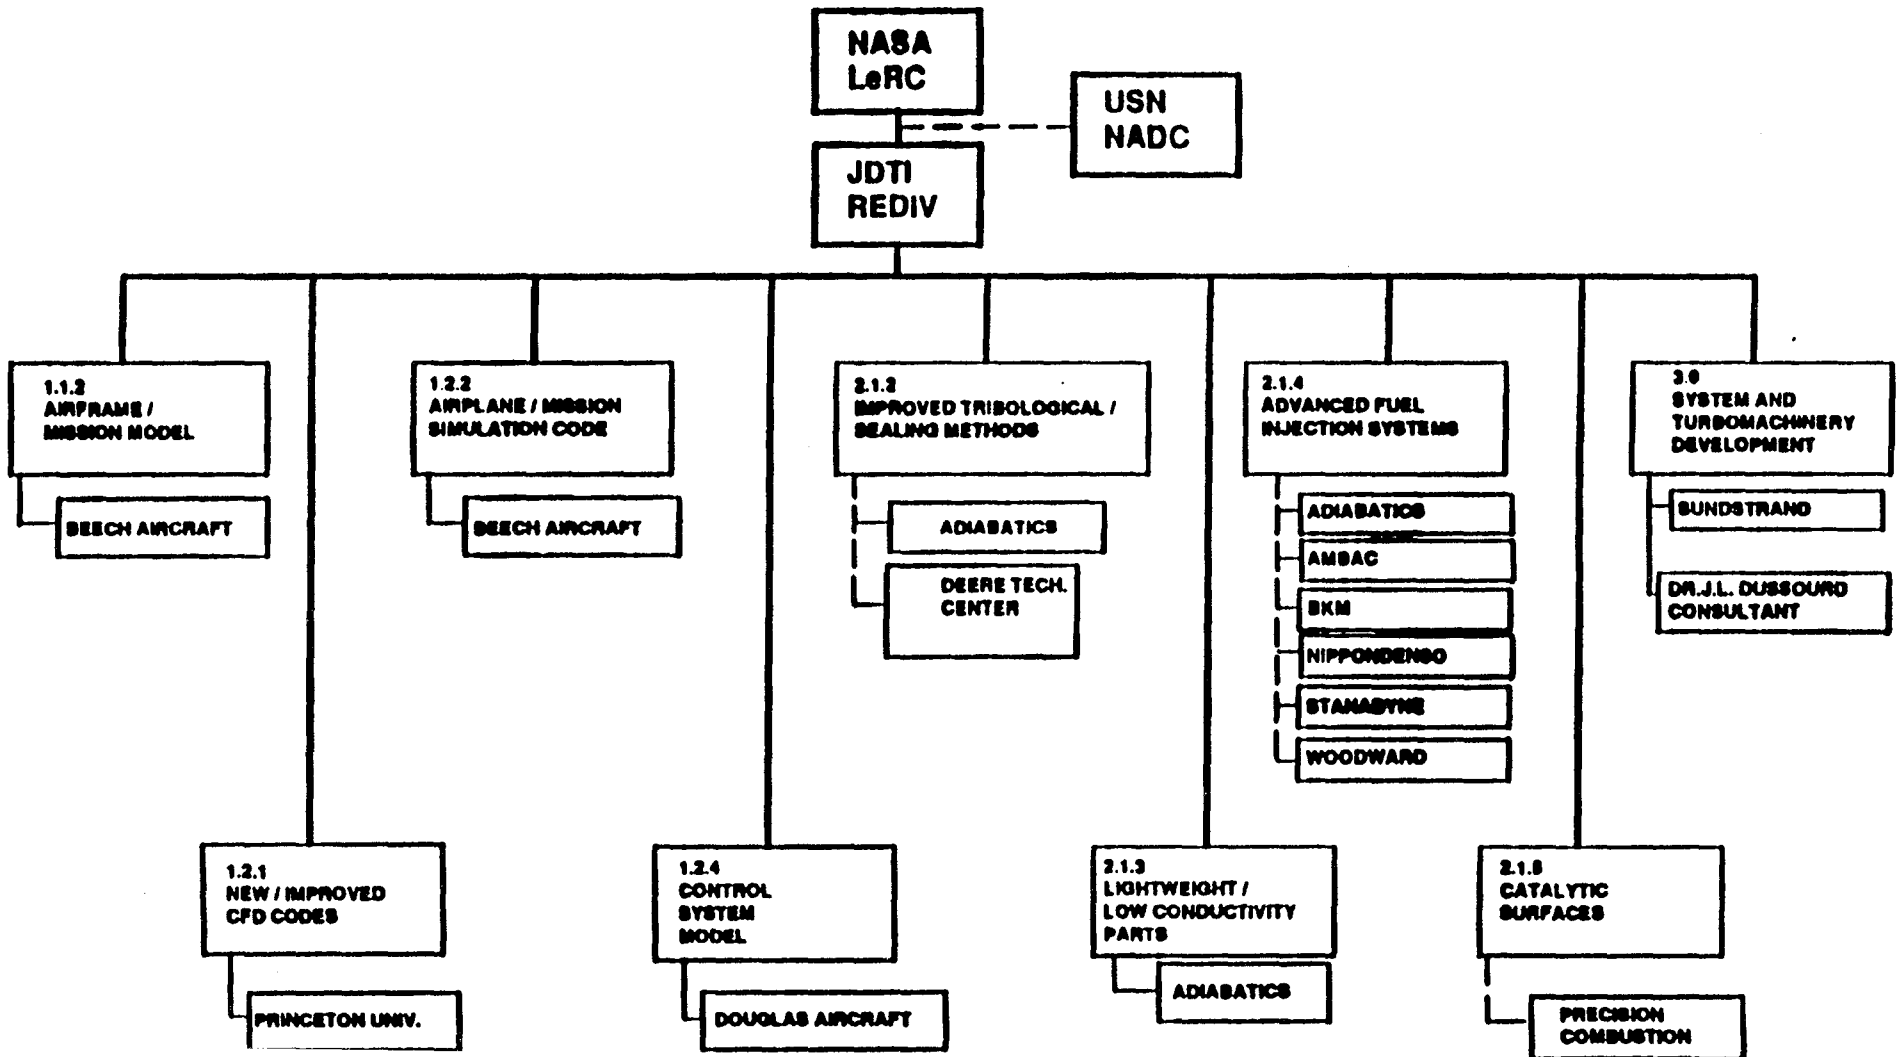 NASA
LeRC
USN
NADC
JDTI
REDIV
1.1.2
AIRFRAME /
MISSION MODEL
BEECH AIRCRAFT
1.2.2
AIRPLANE / MISSION
SIMULATION CODE
BEECH AIRCRAFT
2.1.2
IMPROVED TRIBOLOGICAL /
SEALING METHODS
ADIABATICS
DEERE TECH.
CENTER
2.1.4
ADVANCED FUEL
INJECTION SYSTEMS
ADIABATICS
AMBAC
BKM
NIPPONDENSO
STANADYNE
WOODWARD
3.0
SYSTEM AND
TURBOMACHINERY
DEVELOPMENT
SUNDSTRAND
DR.J.L. DUSSOURD
CONSULTANT
1.2.1
NEW / IMPROVED
CFD CODES
PRINCETON UNIV.
1.2.4
CONTROL
SYSTEM
MODEL
DOUGLAS AIRCRAFT
2.1.3
LIGHTWEIGHT /
LOW CONDUCTIVITY
PARTS
ADIABATICS
2.1.5
CATALYTIC
SURFACES
PRECISION
COMBUSTION